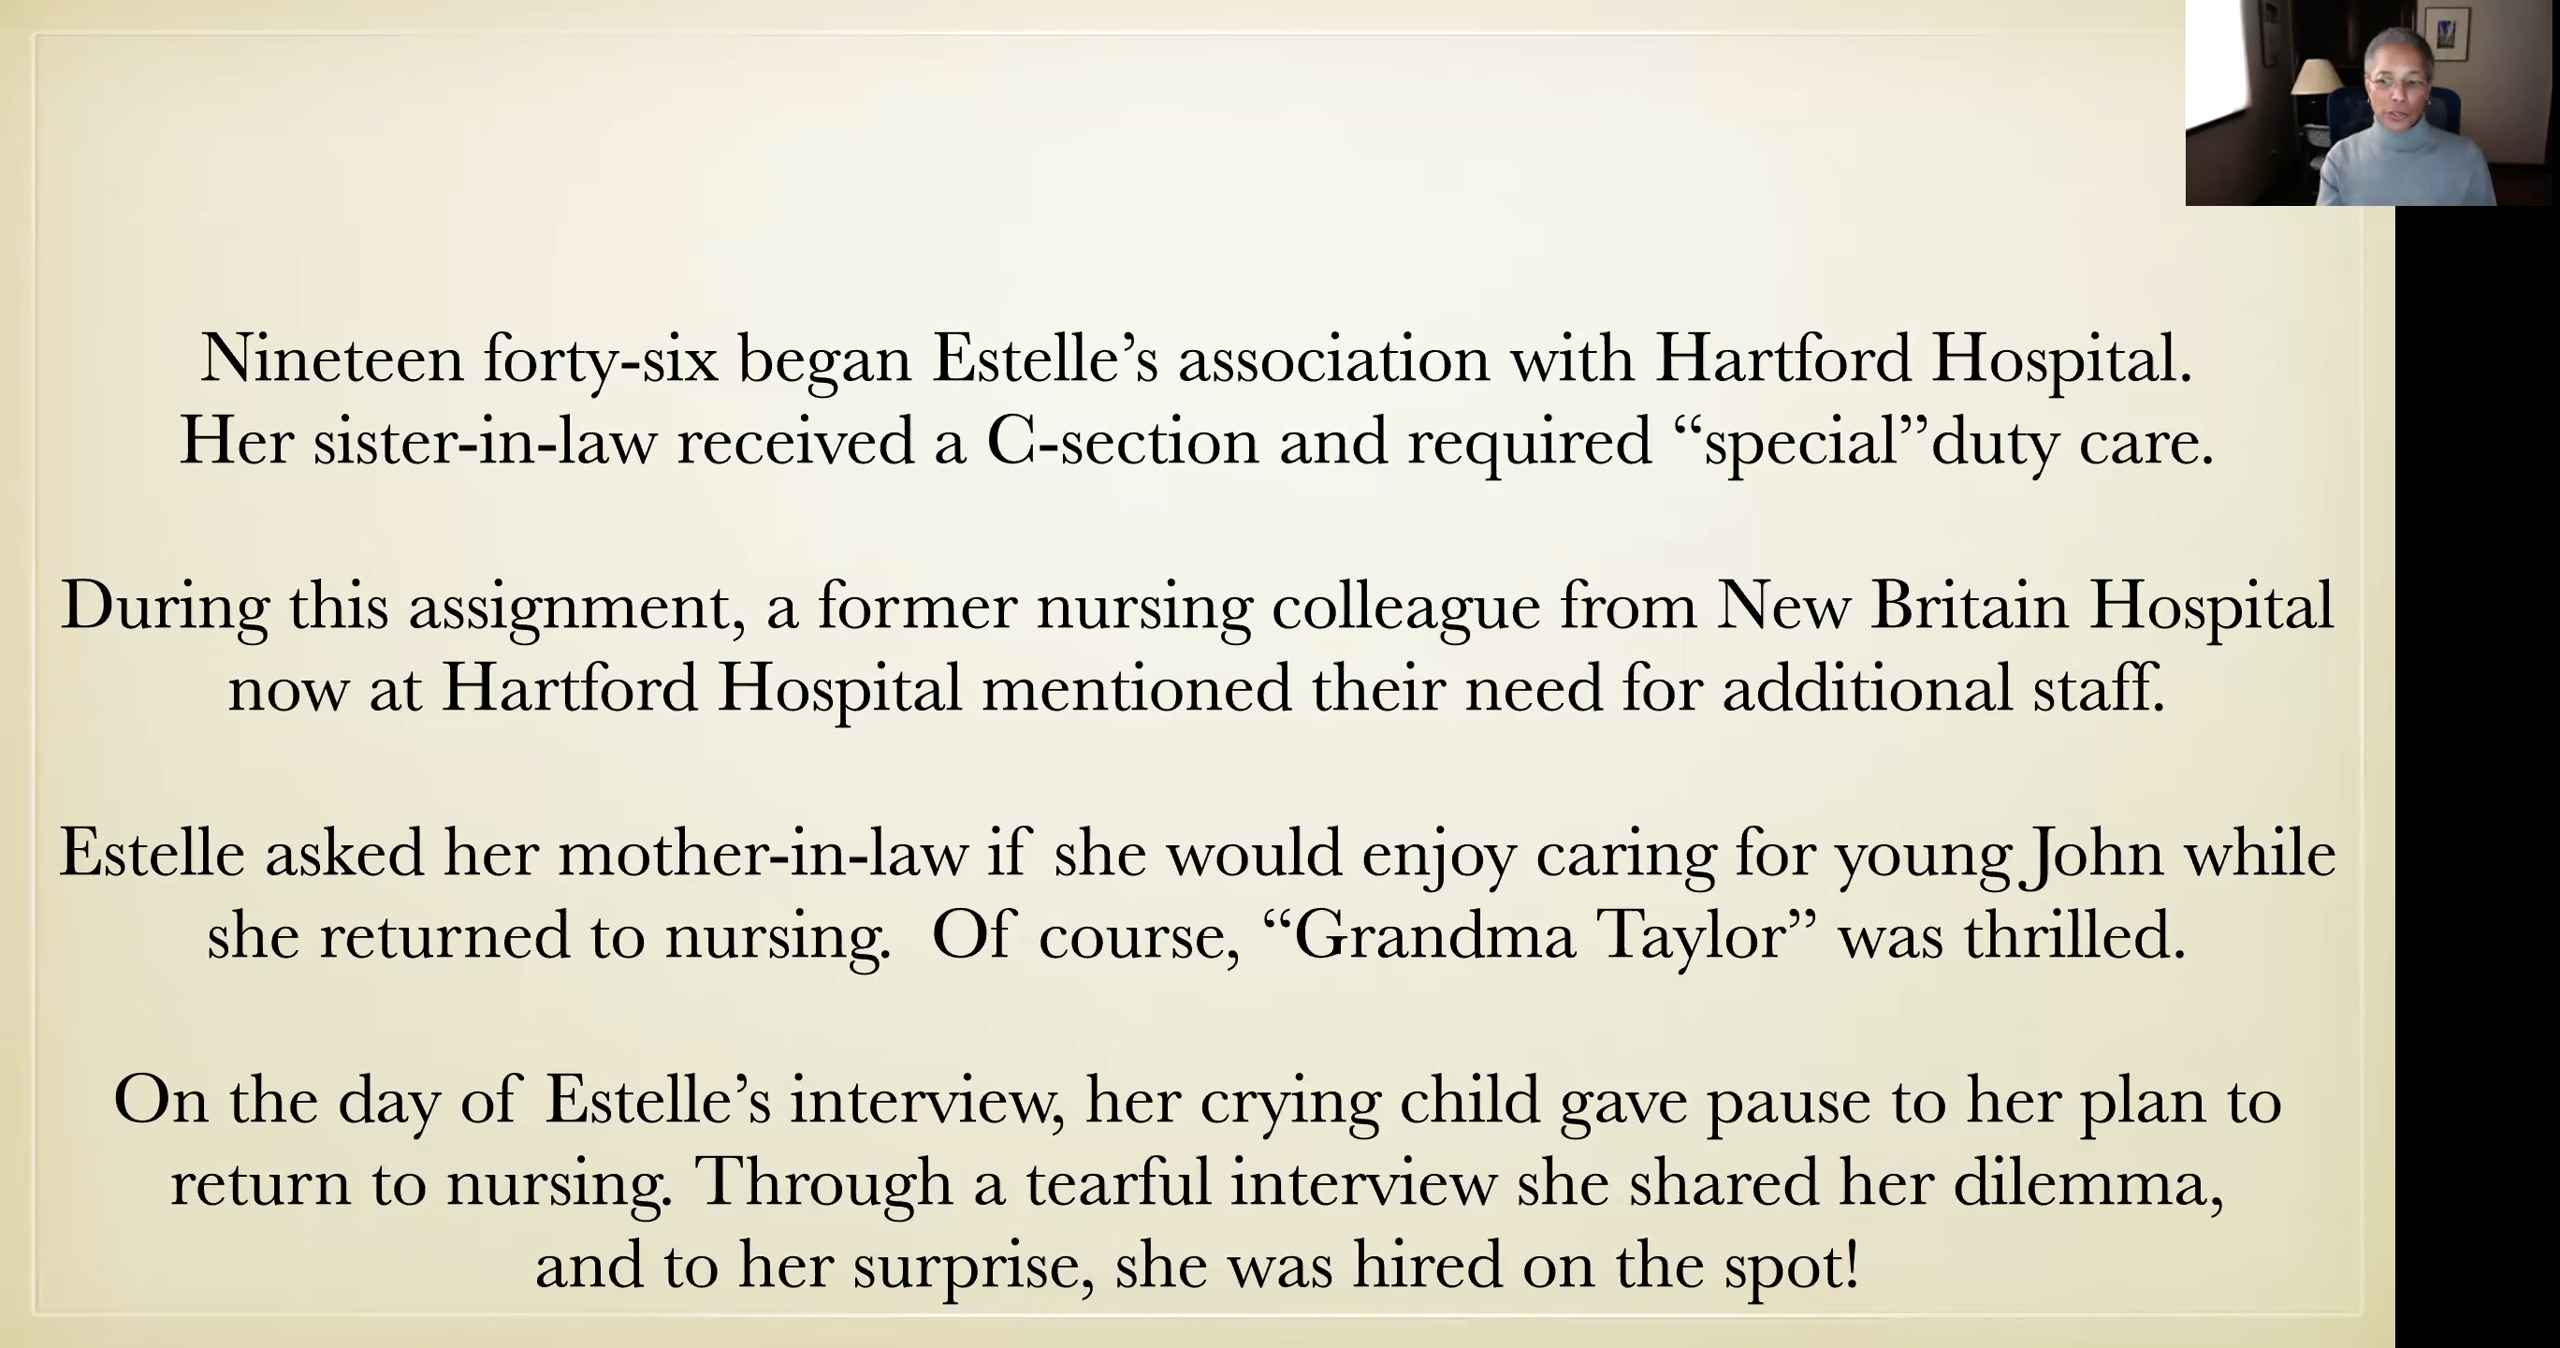 Nineteen forty-six began Estelle’s association with Hartford Hospital.
Her sister-in-law received a C-section and required “special”duty care.
During this assignment, a former nursing colleague from New Britain Hospital
now at Hartford Hospital mentioned their need for additional staff.
Estelle asked her mother-in-law if she would enjoy caring for young John while
she returned to nursing.  Of course, “Grandma Taylor” was thrilled.
On the day of Estelle’s interview, her crying child gave pause to her plan to
return to nursing. Through a tearful interview she shared her dilemma,
and to her surprise, she was hired on the spot!